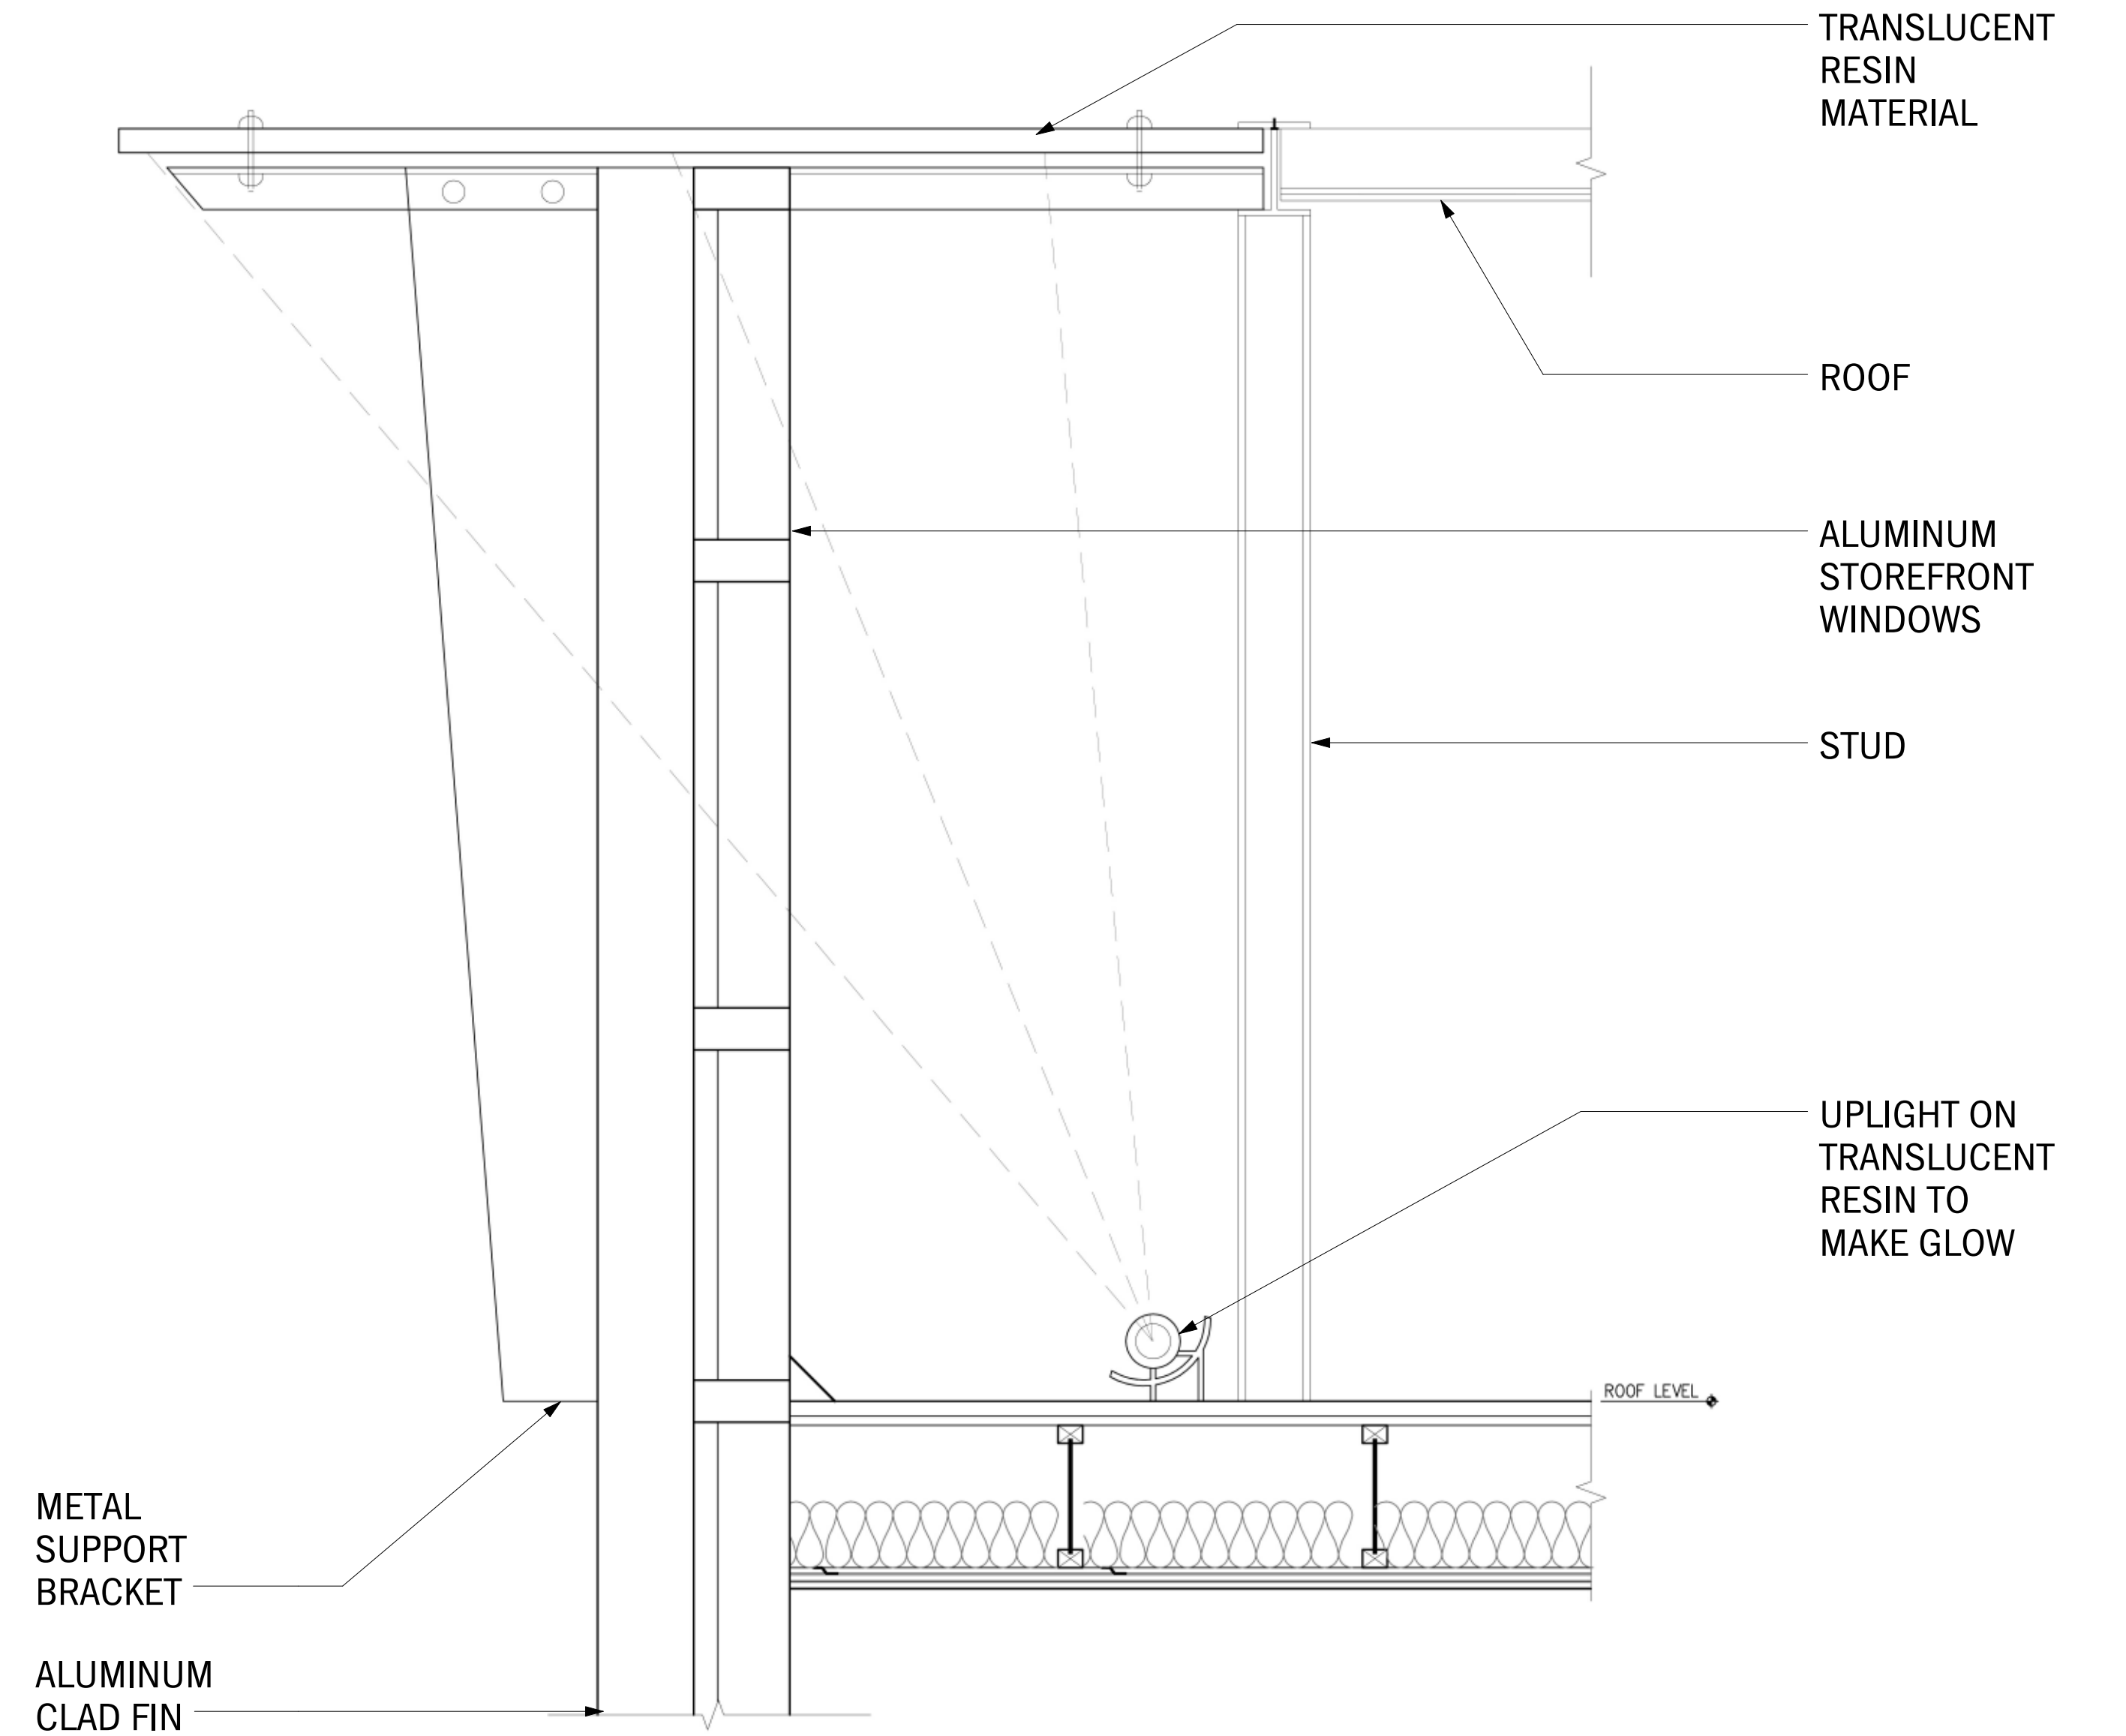 TRANSLUCENT
RESIN
MATERIAL
ROOF
ALUMINUM
STOREFRONT
WINDOWS
STUD
UPLIGHT ON
TRANSLUCENT
RESIN TO
MAKE GLOW
ROOF LEVEL
METAL
SUPPORT
BRACKET
ALUMINUM
CLAD FIN